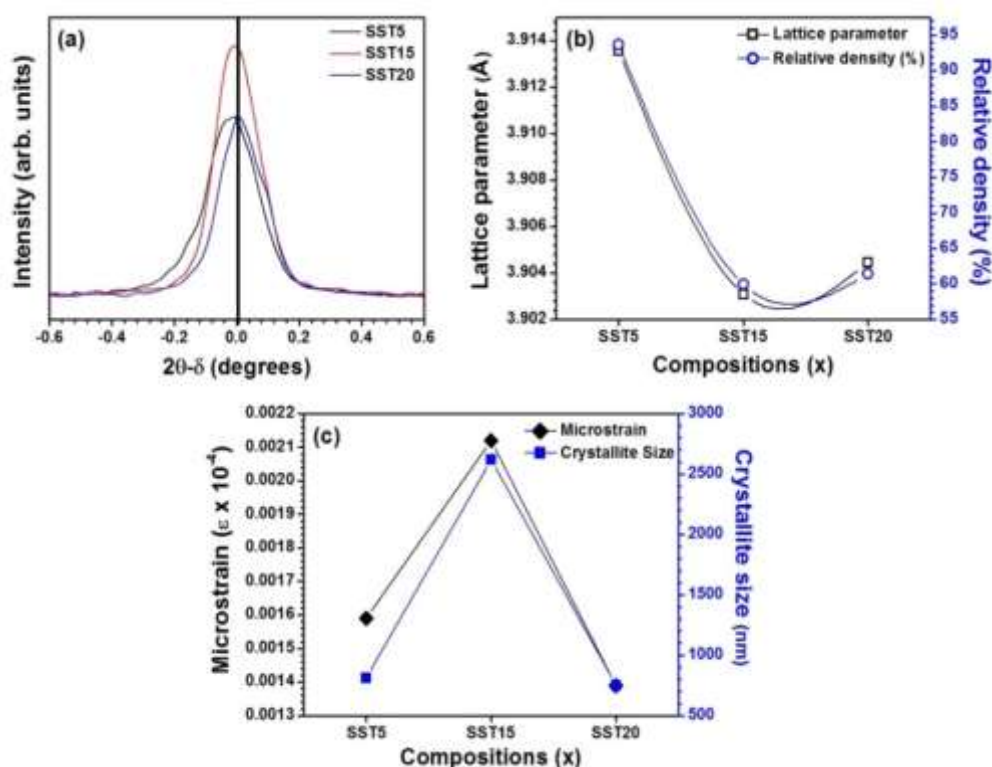 (a)
SST5
SST15
SST20
Intensity (arb. units)
-0.6 -0.4 -0.2 0.0 0.2 0.4 0.6
2θ-δ (degrees)
(b)
Lattice parameter
Relative density (%)
Lattice parameter (Å)
3.914
3.912
3.910
3.908
3.906
3.904
3.902
95
90
85
80
75
70
65
60
55
Relative density (%)
SST5 SST15 SST20
Compositions (x)
(c)
Microstrain
Crystallite Size
Microstrain (ε x 10⁻⁴)
0.0022
0.0021
0.0020
0.0019
0.0018
0.0017
0.0016
0.0015
0.0014
0.0013
3000
2500
2000
1500
1000
500
Crystallite size (nm)
SST5 SST15 SST20
Compositions (x)